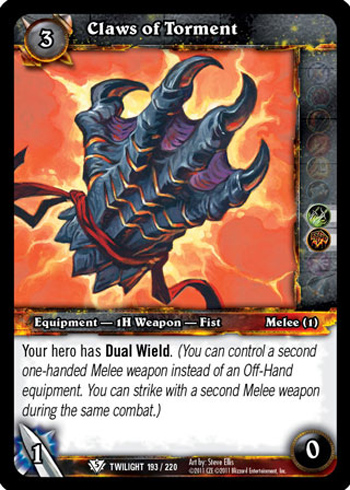 3
Claws of Torment
Equipment — 1H Weapon — Fist
Melee (1)
Your hero has Dual Wield. (You can control a second
one-handed Melee weapon instead of an Off-Hand
equipment. You can strike with a second Melee weapon
during the same combat.)
1
TWILIGHT 193 / 220
Art by: Steve Ellis
©2011 CZE ©2011 Blizzard Entertainment, Inc.
0